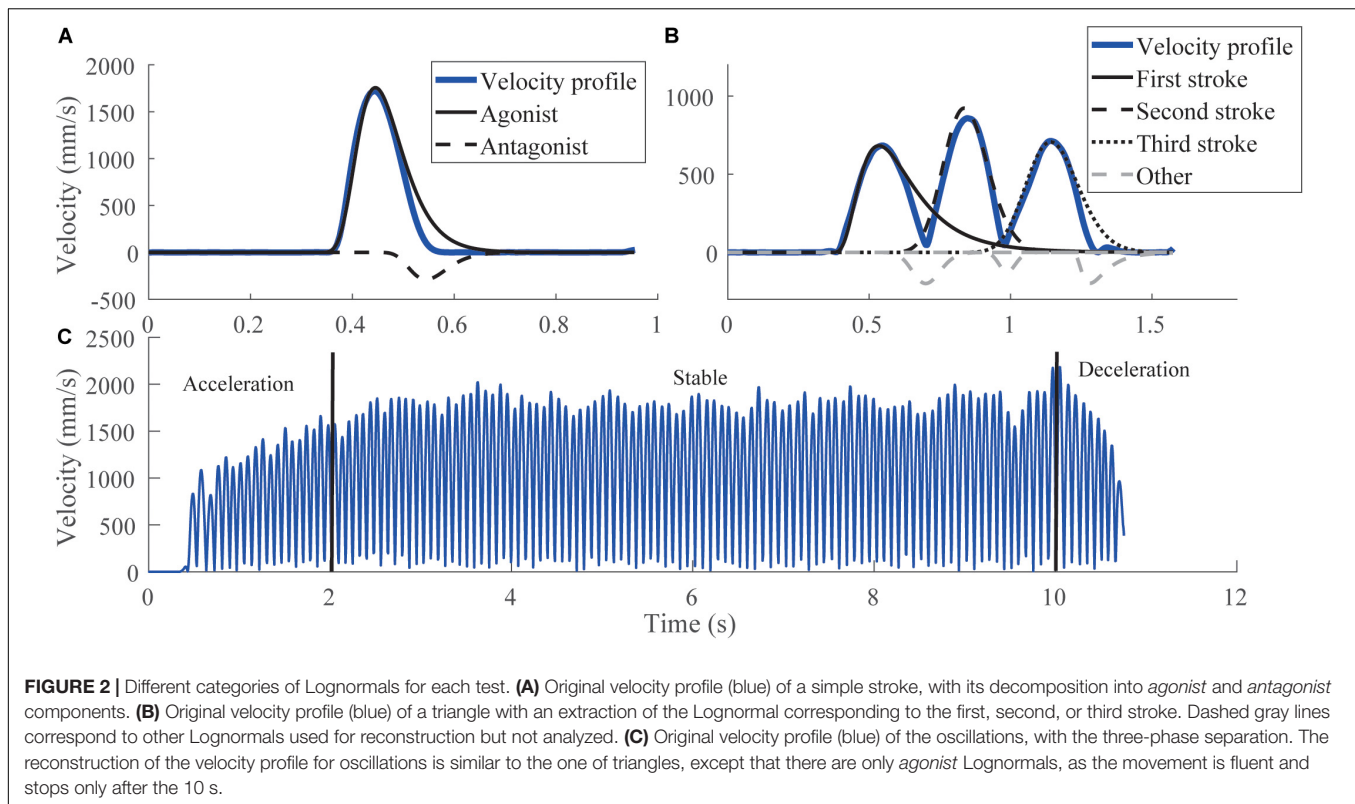 A
Velocity (mm/s)
2000
1500
1000
500
0
-500
0 0.2 0.4 0.6 0.8 1
Velocity profile
Agonist
Antagonist
B
1000
500
0
0 0.5 1 1.5
Velocity profile
First stroke
Second stroke
Third stroke
Other
C
Velocity (mm/s)
2500
2000
1500
1000
500
0
Acceleration
Stable
Deceleration
0 2 4 6 8 10 12
Time (s)
FIGURE 2 | Different categories of Lognormals for each test. (A) Original velocity profile (blue) of a simple stroke, with its decomposition into agonist and antagonist
components. (B) Original velocity profile (blue) of a triangle with an extraction of the Lognormal corresponding to the first, second, or third stroke. Dashed gray lines
correspond to other Lognormals used for reconstruction but not analyzed. (C) Original velocity profile (blue) of the oscillations, with the three-phase separation. The
reconstruction of the velocity profile for oscillations is similar to the one of triangles, except that there are only agonist Lognormals, as the movement is fluent and
stops only after the 10 s.